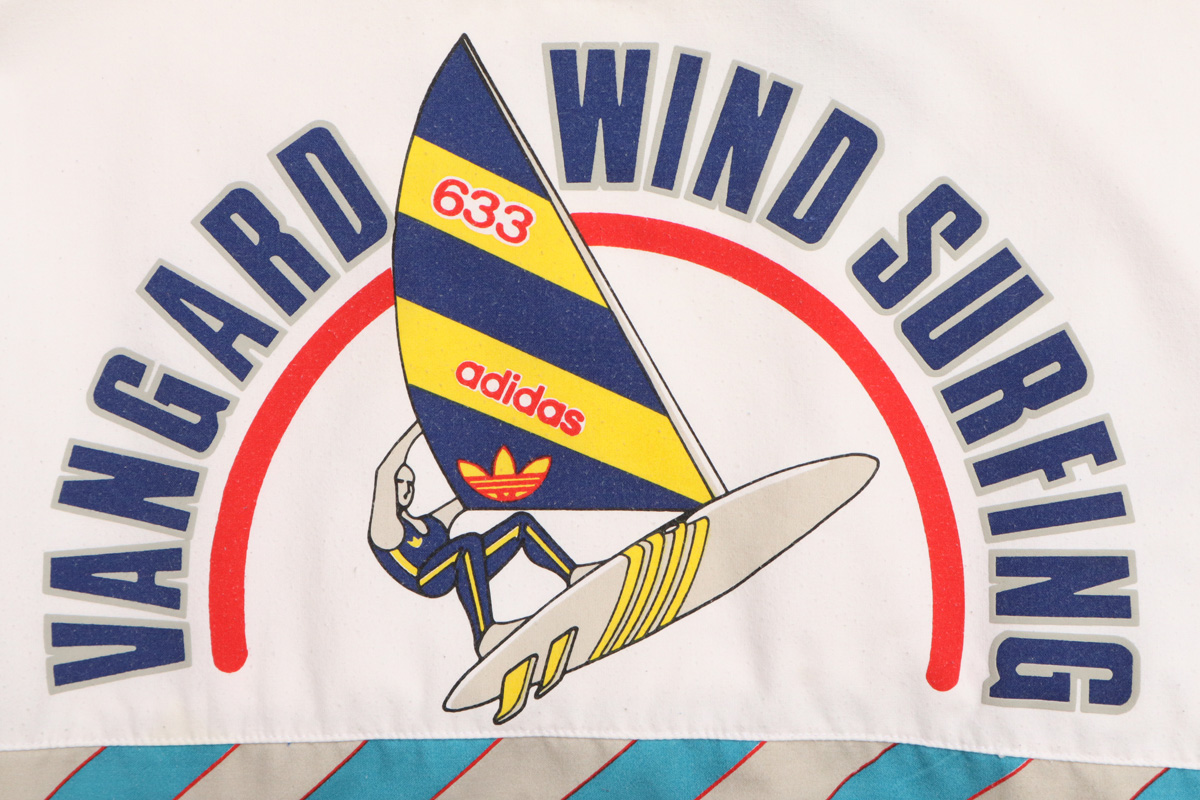 VANGARD WIND SURFING
633
adidas